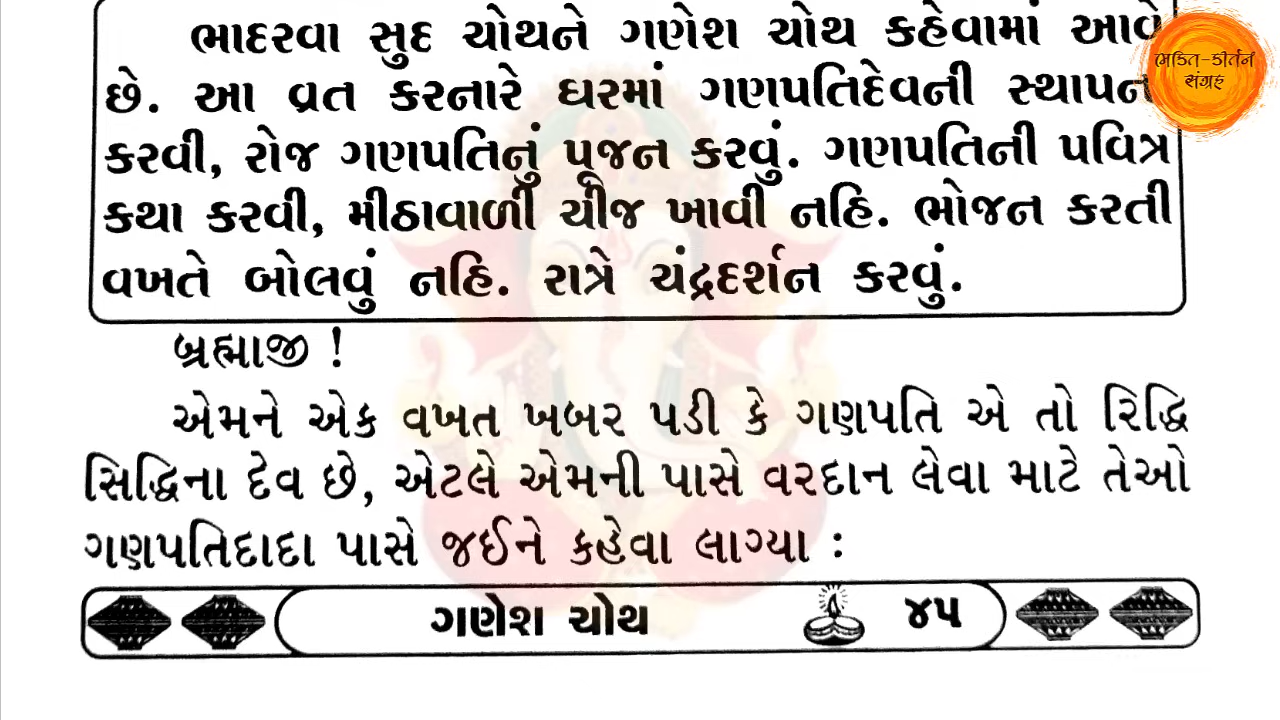 ભાદરવા સુદ ચોથને ગણેશ ચોથ કહેવામાં આવે
છે. આ વ્રત કરનારે ઘરમાં ગણપતિદેવની સ્થાપના
કરવી, રોજ ગણપતિનું પૂજન કરવું. ગણપતિની પવિત્ર
કથા કરવી, મીઠાવાળી ચીજ ખાવી નહિ. ભોજન કરતી
વખતે બોલવું નહિ. રાત્રે ચંદ્રદર્શન કરવું.
બ્રહ્માજી !
એમને એક વખત ખબર પડી કે ગણપતિ એ તો રિદ્ધિ
સિદ્ધિના દેવ છે, એટલે એમની પાસે વરદાન લેવા માટે તેઓ
ગણપતિદાદા પાસે જઈને કહેવા લાગ્યા :
ગણેશ ચોથ ૪૫
ભક્તિ-કીર્તન
સંગ્રહ